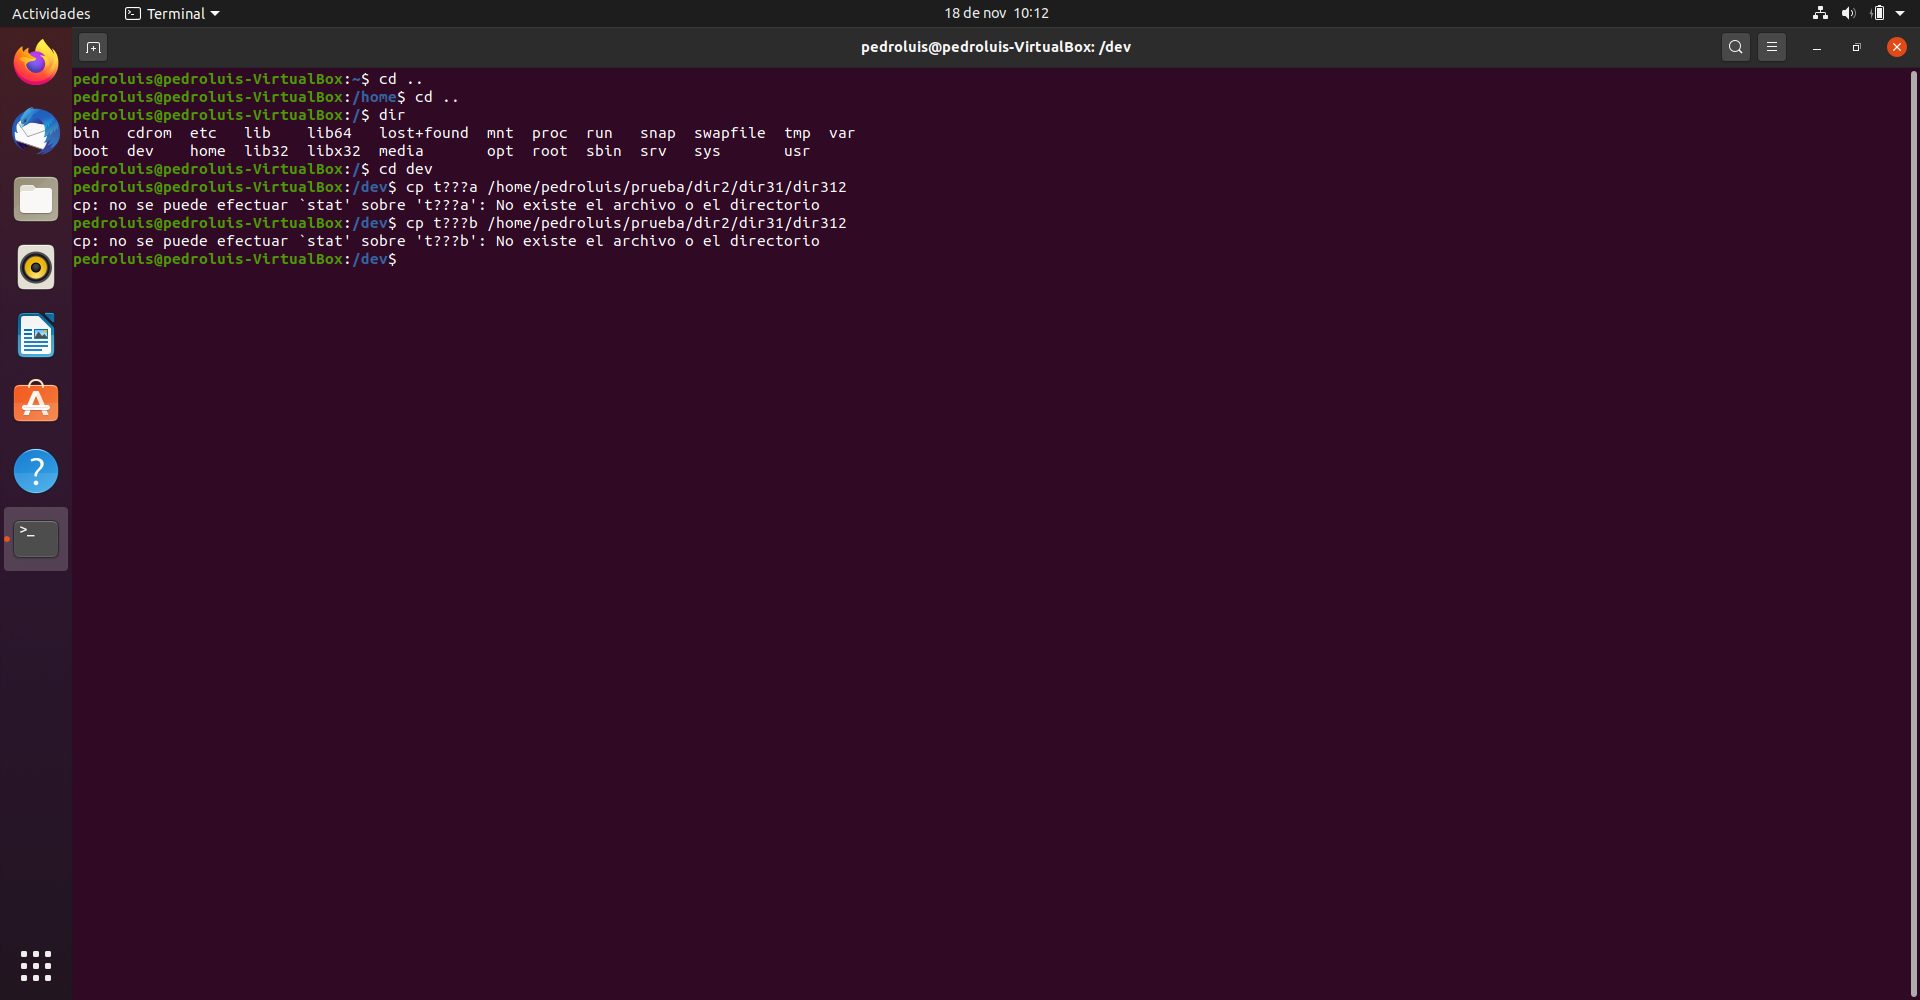 Actividades Terminal 18 de nov 10:12
pedroluis@pedroluis-VirtualBox: /dev
pedroluis@pedroluis-VirtualBox:~$ cd ..
pedroluis@pedroluis-VirtualBox:/home$ cd ..
pedroluis@pedroluis-VirtualBox:/$ dir
bin   cdrom  etc   lib    lib64   lost+found  mnt  proc  run   snap  swapfile  tmp  var
boot  dev    home  lib32  libx32  media       opt  root  sbin  srv   sys       usr
pedroluis@pedroluis-VirtualBox:/$ cd dev
pedroluis@pedroluis-VirtualBox:/dev$ cp t???a /home/pedroluis/prueba/dir2/dir31/dir312
cp: no se puede efectuar `stat' sobre 't???a': No existe el archivo o el directorio
pedroluis@pedroluis-VirtualBox:/dev$ cp t???b /home/pedroluis/prueba/dir2/dir31/dir312
cp: no se puede efectuar `stat' sobre 't???b': No existe el archivo o el directorio
pedroluis@pedroluis-VirtualBox:/dev$